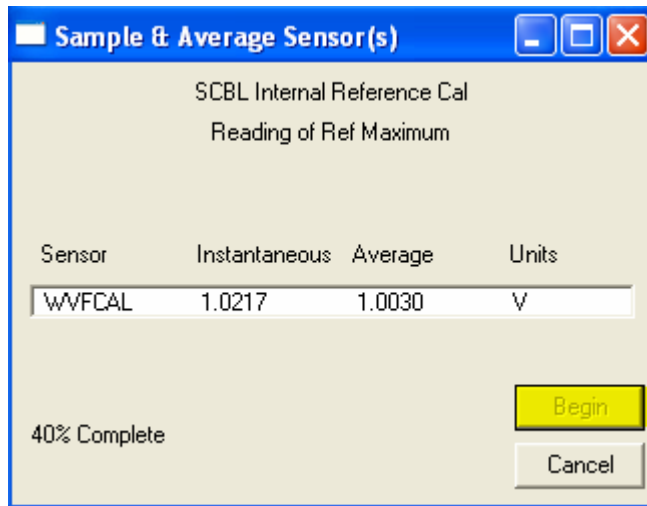 Sample & Average Sensor(s)
SCBL Internal Reference Cal
Reading of Ref Maximum
Sensor Instantaneous Average Units
WVFCAL 1.0217 1.0030 V
Begin
40% Complete
Cancel